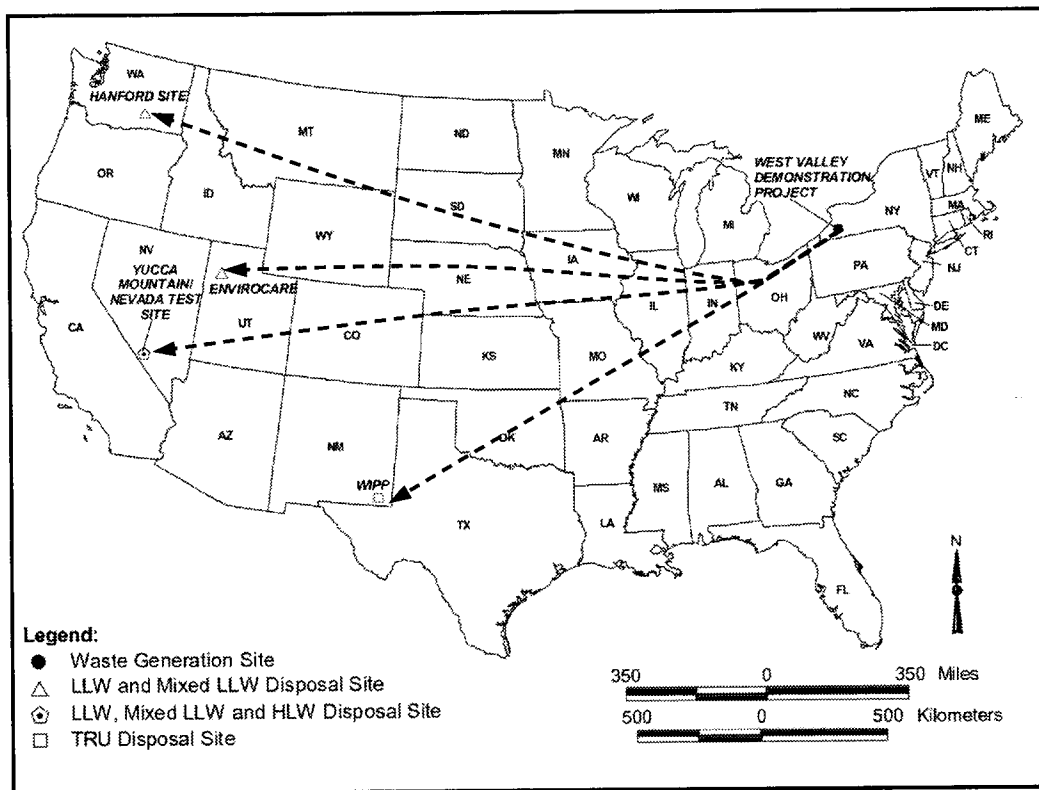 WA
HANFORD SITE
MT
ND
MN
ME
OR
ID
SD
WI
MI
WEST VALLEY
DEMONSTRATION
PROJECT
VT
NH
NY
MA
RI
CT
WY
NV
YUCCA
MOUNTAIN/
NEVADA TEST
SITE
ENVIROCARE
NE
IA
IL
IN
OH
PA
NJ
CA
UT
CO
KS
MO
KY
WV
VA
DE
MD
DC
AZ
NM
OK
AR
TN
NC
SC
WIPP
TX
LA
MS
AL
GA
FL
N
Legend:
Waste Generation Site
LLW and Mixed LLW Disposal Site
LLW, Mixed LLW and HLW Disposal Site
TRU Disposal Site
350 0 350 Miles
500 0 500 Kilometers